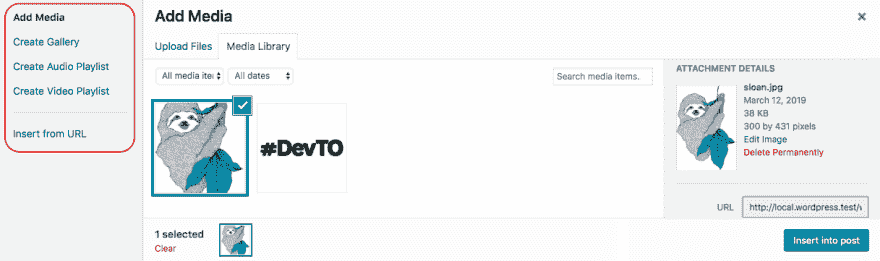 Add Media
Create Gallery
Create Audio Playlist
Create Video Playlist
Insert from URL
Add Media
Upload Files
Media Library
All media iter
All dates
Search media items.
#DevTO
ATTACHMENT DETAILS
sloan.jpg
March 12, 2019
38 KB
300 by 431 pixels
Edit Image
Delete Permanently
URL
http://local.wordpress.test/v
1 selected
Clear
Insert into post